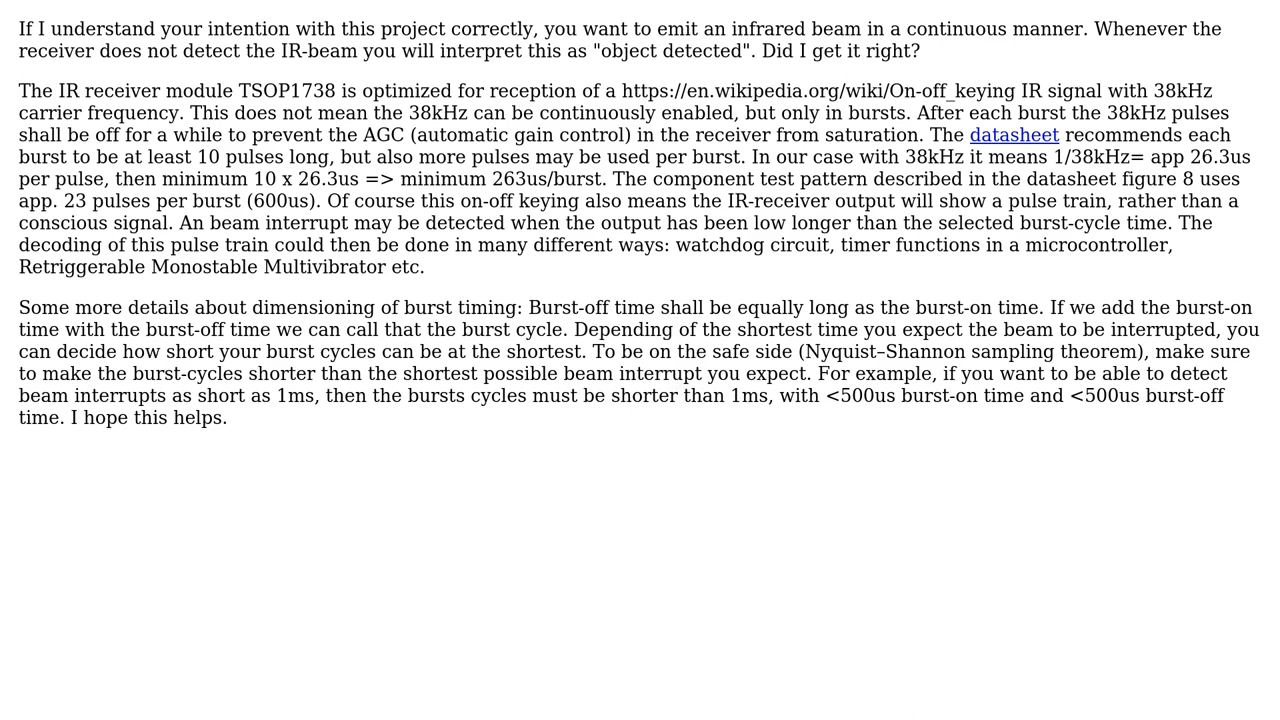 If I understand your intention with this project correctly, you want to emit an infrared beam in a continuous manner. Whenever the
receiver does not detect the IR-beam you will interpret this as "object detected". Did I get it right?
The IR receiver module TSOP1738 is optimized for reception of a https://en.wikipedia.org/wiki/On-off_keying IR signal with 38kHz
carrier frequency. This does not mean the 38kHz can be continuously enabled, but only in bursts. After each burst the 38kHz pulses
shall be off for a while to prevent the AGC (automatic gain control) in the receiver from saturation. The datasheet recommends each
burst to be at least 10 pulses long, but also more pulses may be used per burst. In our case with 38kHz it means 1/38kHz= app 26.3us
per pulse, then minimum 10 x 26.3us => minimum 263us/burst. The component test pattern described in the datasheet figure 8 uses
app. 23 pulses per burst (600us). Of course this on-off keying also means the IR-receiver output will show a pulse train, rather than a
conscious signal. An beam interrupt may be detected when the output has been low longer than the selected burst-cycle time. The
decoding of this pulse train could then be done in many different ways: watchdog circuit, timer functions in a microcontroller,
Retriggerable Monostable Multivibrator etc.
Some more details about dimensioning of burst timing: Burst-off time shall be equally long as the burst-on time. If we add the burst-on
time with the burst-off time we can call that the burst cycle. Depending of the shortest time you expect the beam to be interrupted, you
can decide how short your burst cycles can be at the shortest. To be on the safe side (Nyquist–Shannon sampling theorem), make sure
to make the burst-cycles shorter than the shortest possible beam interrupt you expect. For example, if you want to be able to detect
beam interrupts as short as 1ms, then the bursts cycles must be shorter than 1ms, with <500us burst-on time and <500us burst-off
time. I hope this helps.